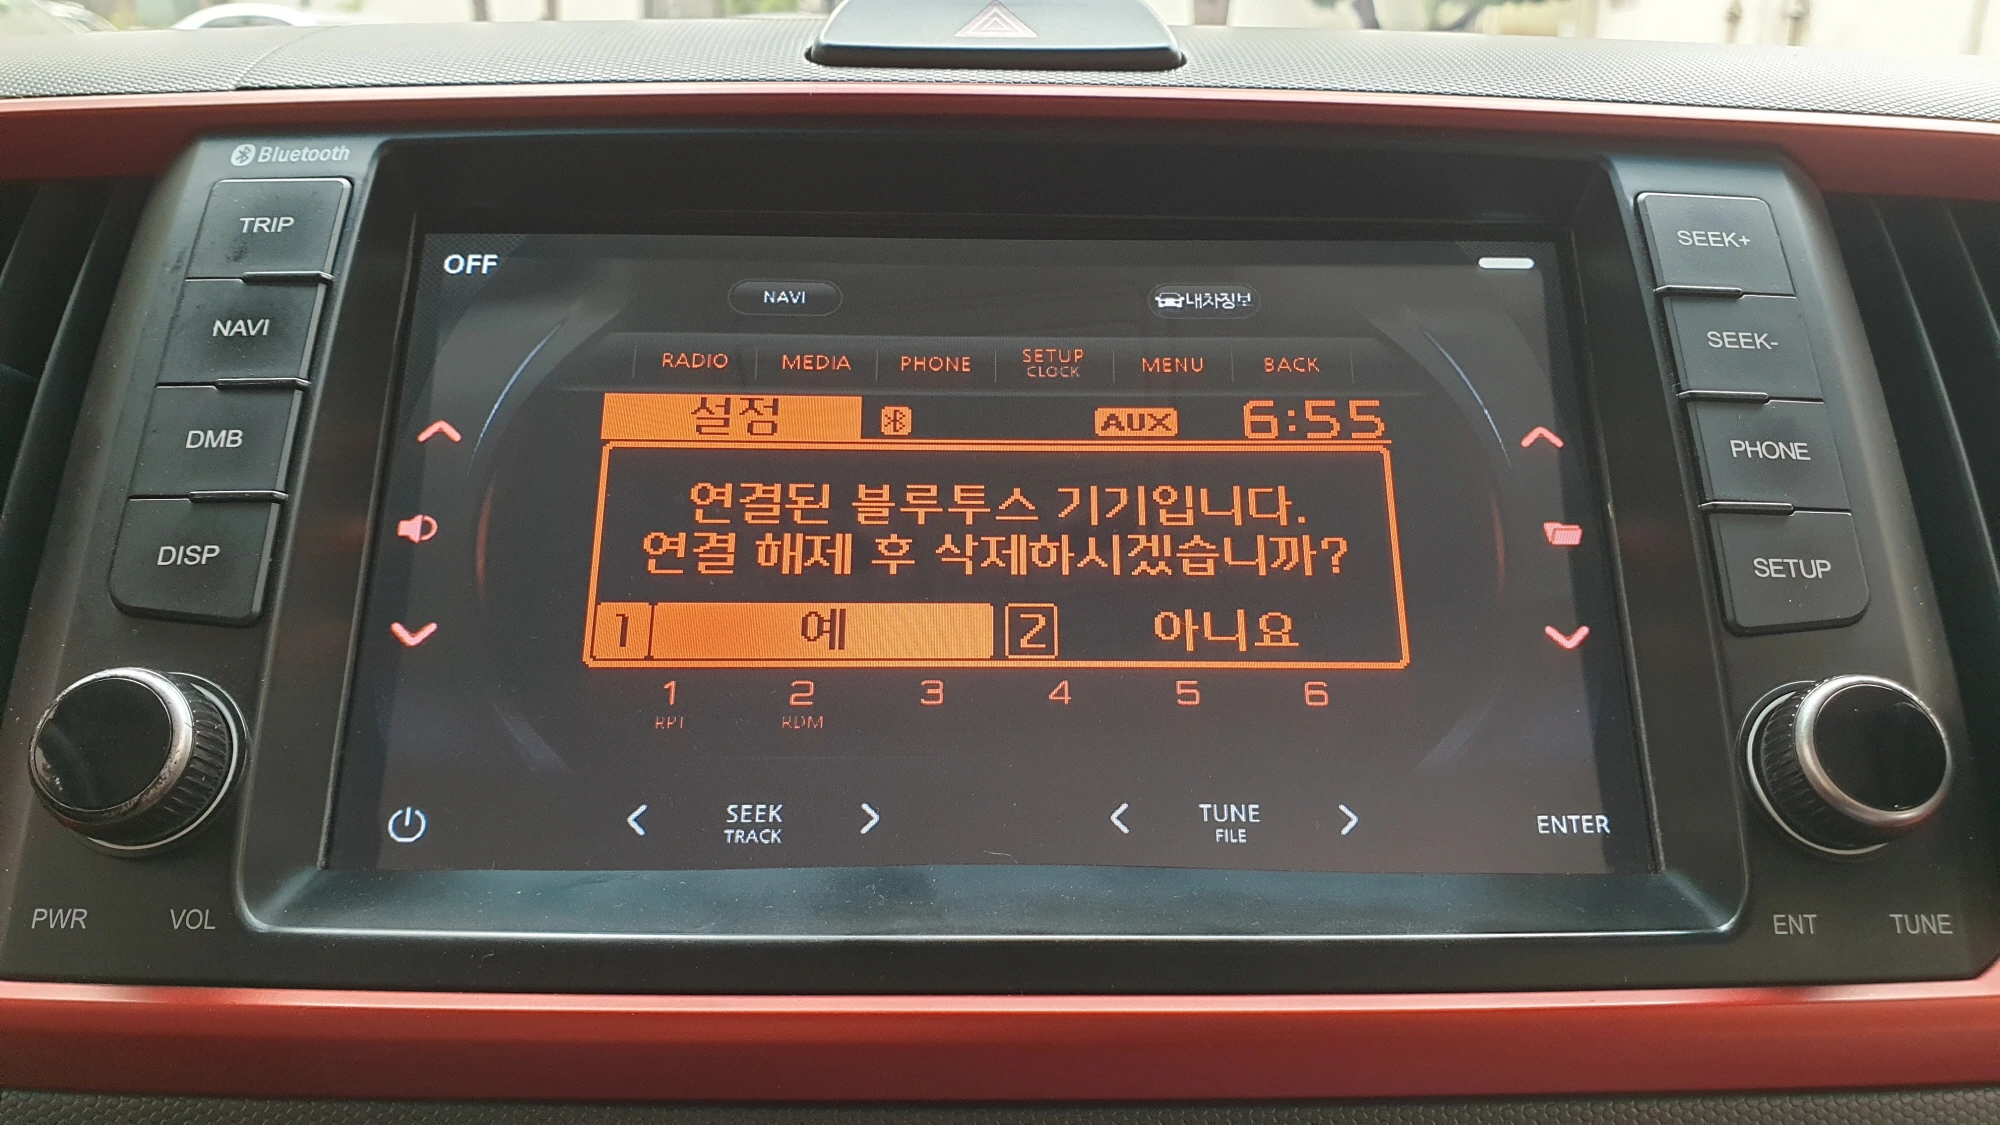 Bluetooth
TRIP
NAVI
DMB
DISP
PWR
VOL
OFF
NAVI
내차정보
RADIO
MEDIA
PHONE
SETUP
CLOCK
MENU
BACK
설정
AUX
6:55
연결된 블루투스 기기입니다.
연결 해제 후 삭제하시겠습니까?
1 예
2 아니요
1 2 3 4 5 6
RPT RDM
SEEK
TRACK
TUNE
FILE
ENTER
SEEK+
SEEK-
PHONE
SETUP
ENT
TUNE